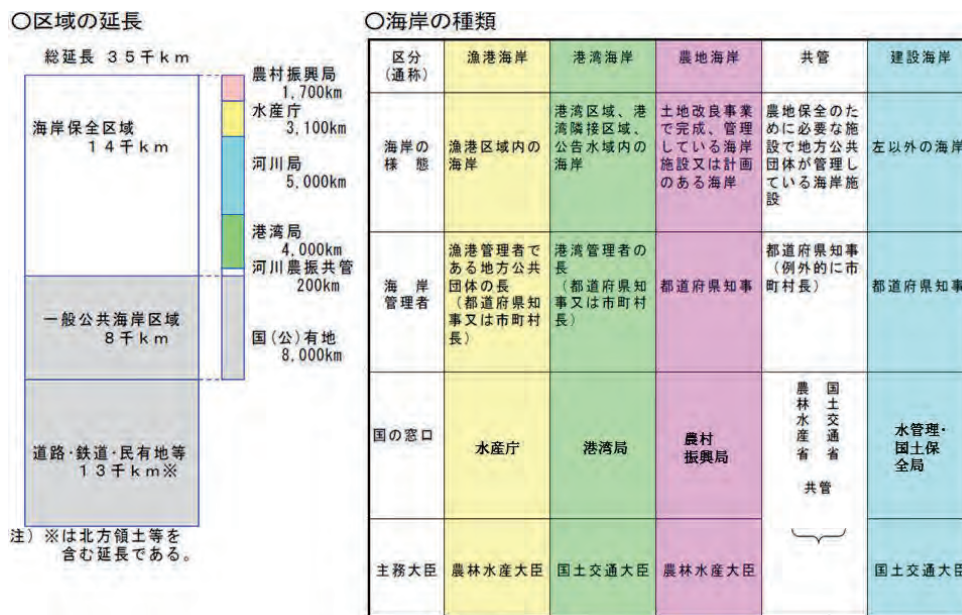 〇区域の延長
総延長 35千km
海岸保全区域
14千km
一般公共海岸区域
8千km
道路・鉄道・民有地等
13千km※
注）※は北方領土等を
含む延長である。
農村振興局
1,700km
水産庁
3,100km
河川局
5,000km
港湾局
4,000km
河川農振共管
200km
国(公)有地
8,000km
〇海岸の種類
区分
(通称)
漁港海岸
港湾海岸
農地海岸
共管
建設海岸
海岸の
様 態
漁港区域内の
海岸
港湾区域、港
湾隣接区域、
公告水域内の
海岸
土地改良事業
で完成、管理
している海岸
施設又は計画
のある海岸
農地保全のた
めに必要な施
設で地方公共
団体が管理し
ている海岸施
設
左以外の海岸
海 岸
管理者
漁港管理者で
ある地方公共
団体の長
(都道府県知
事又は市町村
長)
港湾管理者の
長
(都道府県知
事又は市町村
長)
都道府県知事
都道府県知事
(例外的に市
町村長)
都道府県知事
国の窓口
水産庁
港湾局
農村
振興局
国土交通省
農林水産省
共管
水管理・
国土保
全局
主務大臣
農林水産大臣
国土交通大臣
農林水産大臣
国土交通大臣